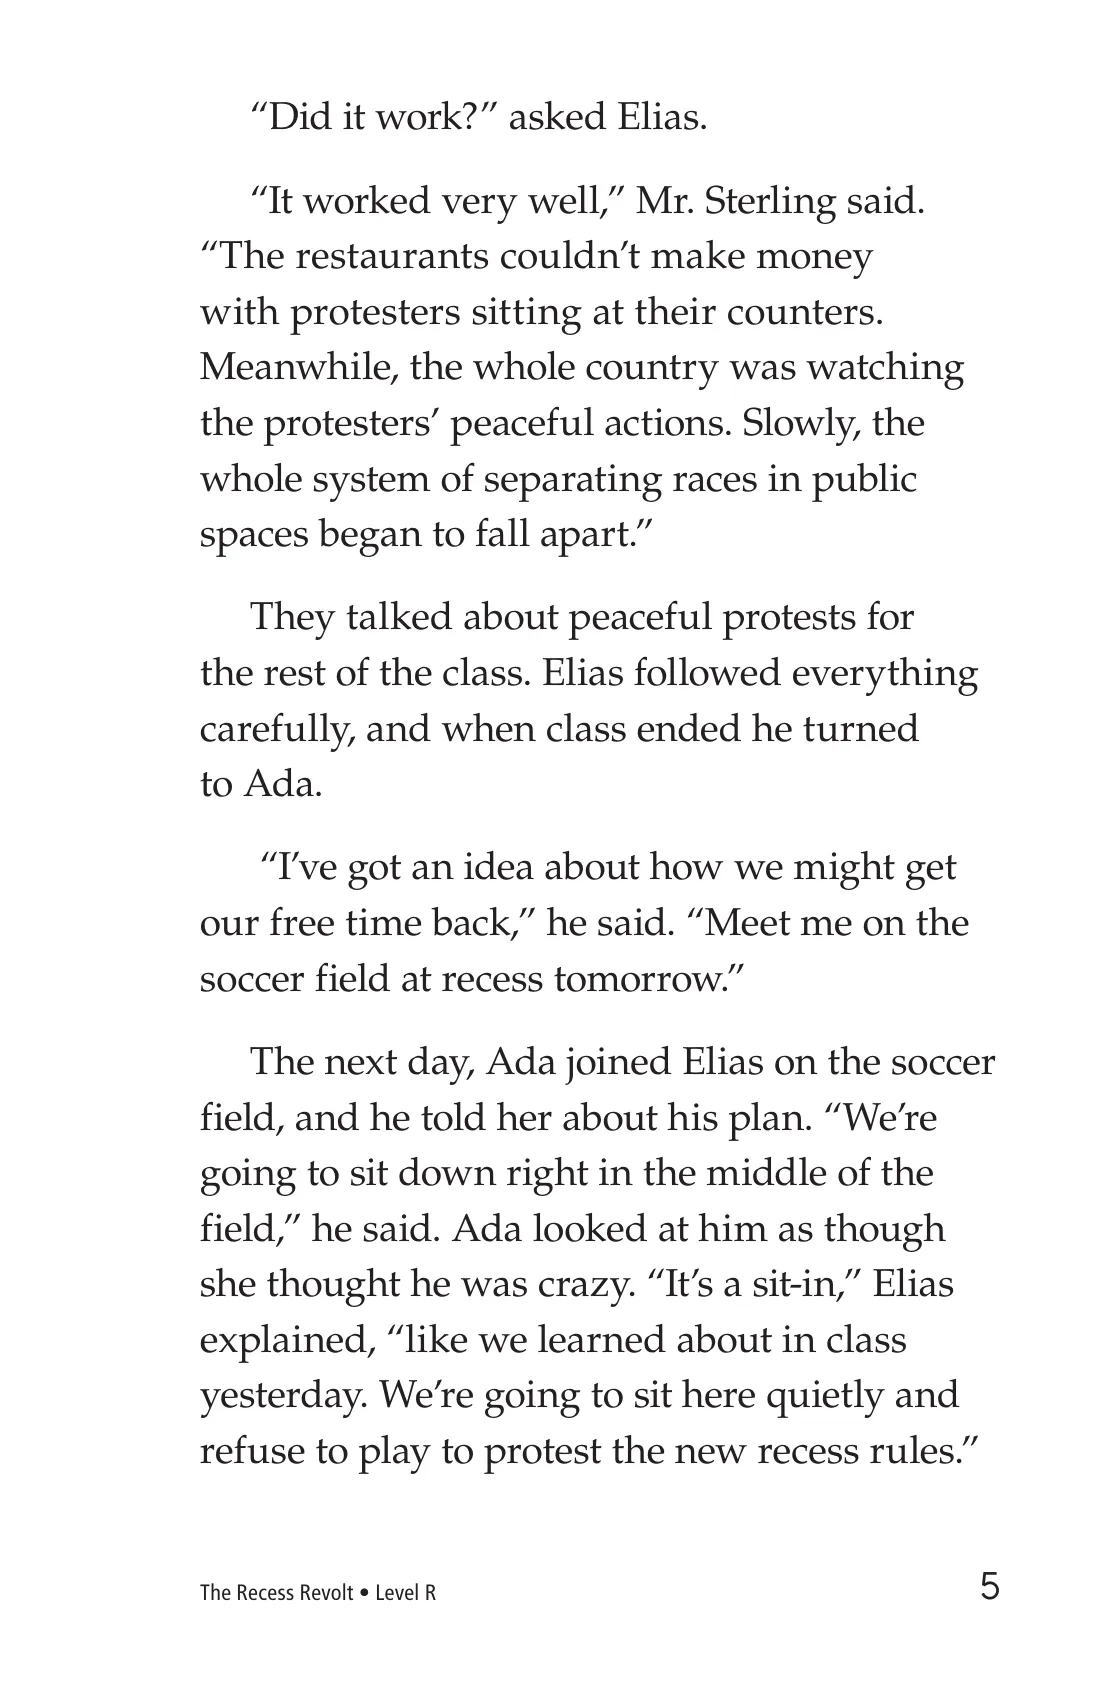 “Did it work?” asked Elias.
“It worked very well,” Mr. Sterling said.
“The restaurants couldn’t make money
with protesters sitting at their counters.
Meanwhile, the whole country was watching
the protesters’ peaceful actions. Slowly, the
whole system of separating races in public
spaces began to fall apart.”
They talked about peaceful protests for
the rest of the class. Elias followed everything
carefully, and when class ended he turned
to Ada.
“I’ve got an idea about how we might get
our free time back,” he said. “Meet me on the
soccer field at recess tomorrow.”
The next day, Ada joined Elias on the soccer
field, and he told her about his plan. “We’re
going to sit down right in the middle of the
field,” he said. Ada looked at him as though
she thought he was crazy. “It’s a sit-in,” Elias
explained, “like we learned about in class
yesterday. We’re going to sit here quietly and
refuse to play to protest the new recess rules.”
The Recess Revolt • Level R
5